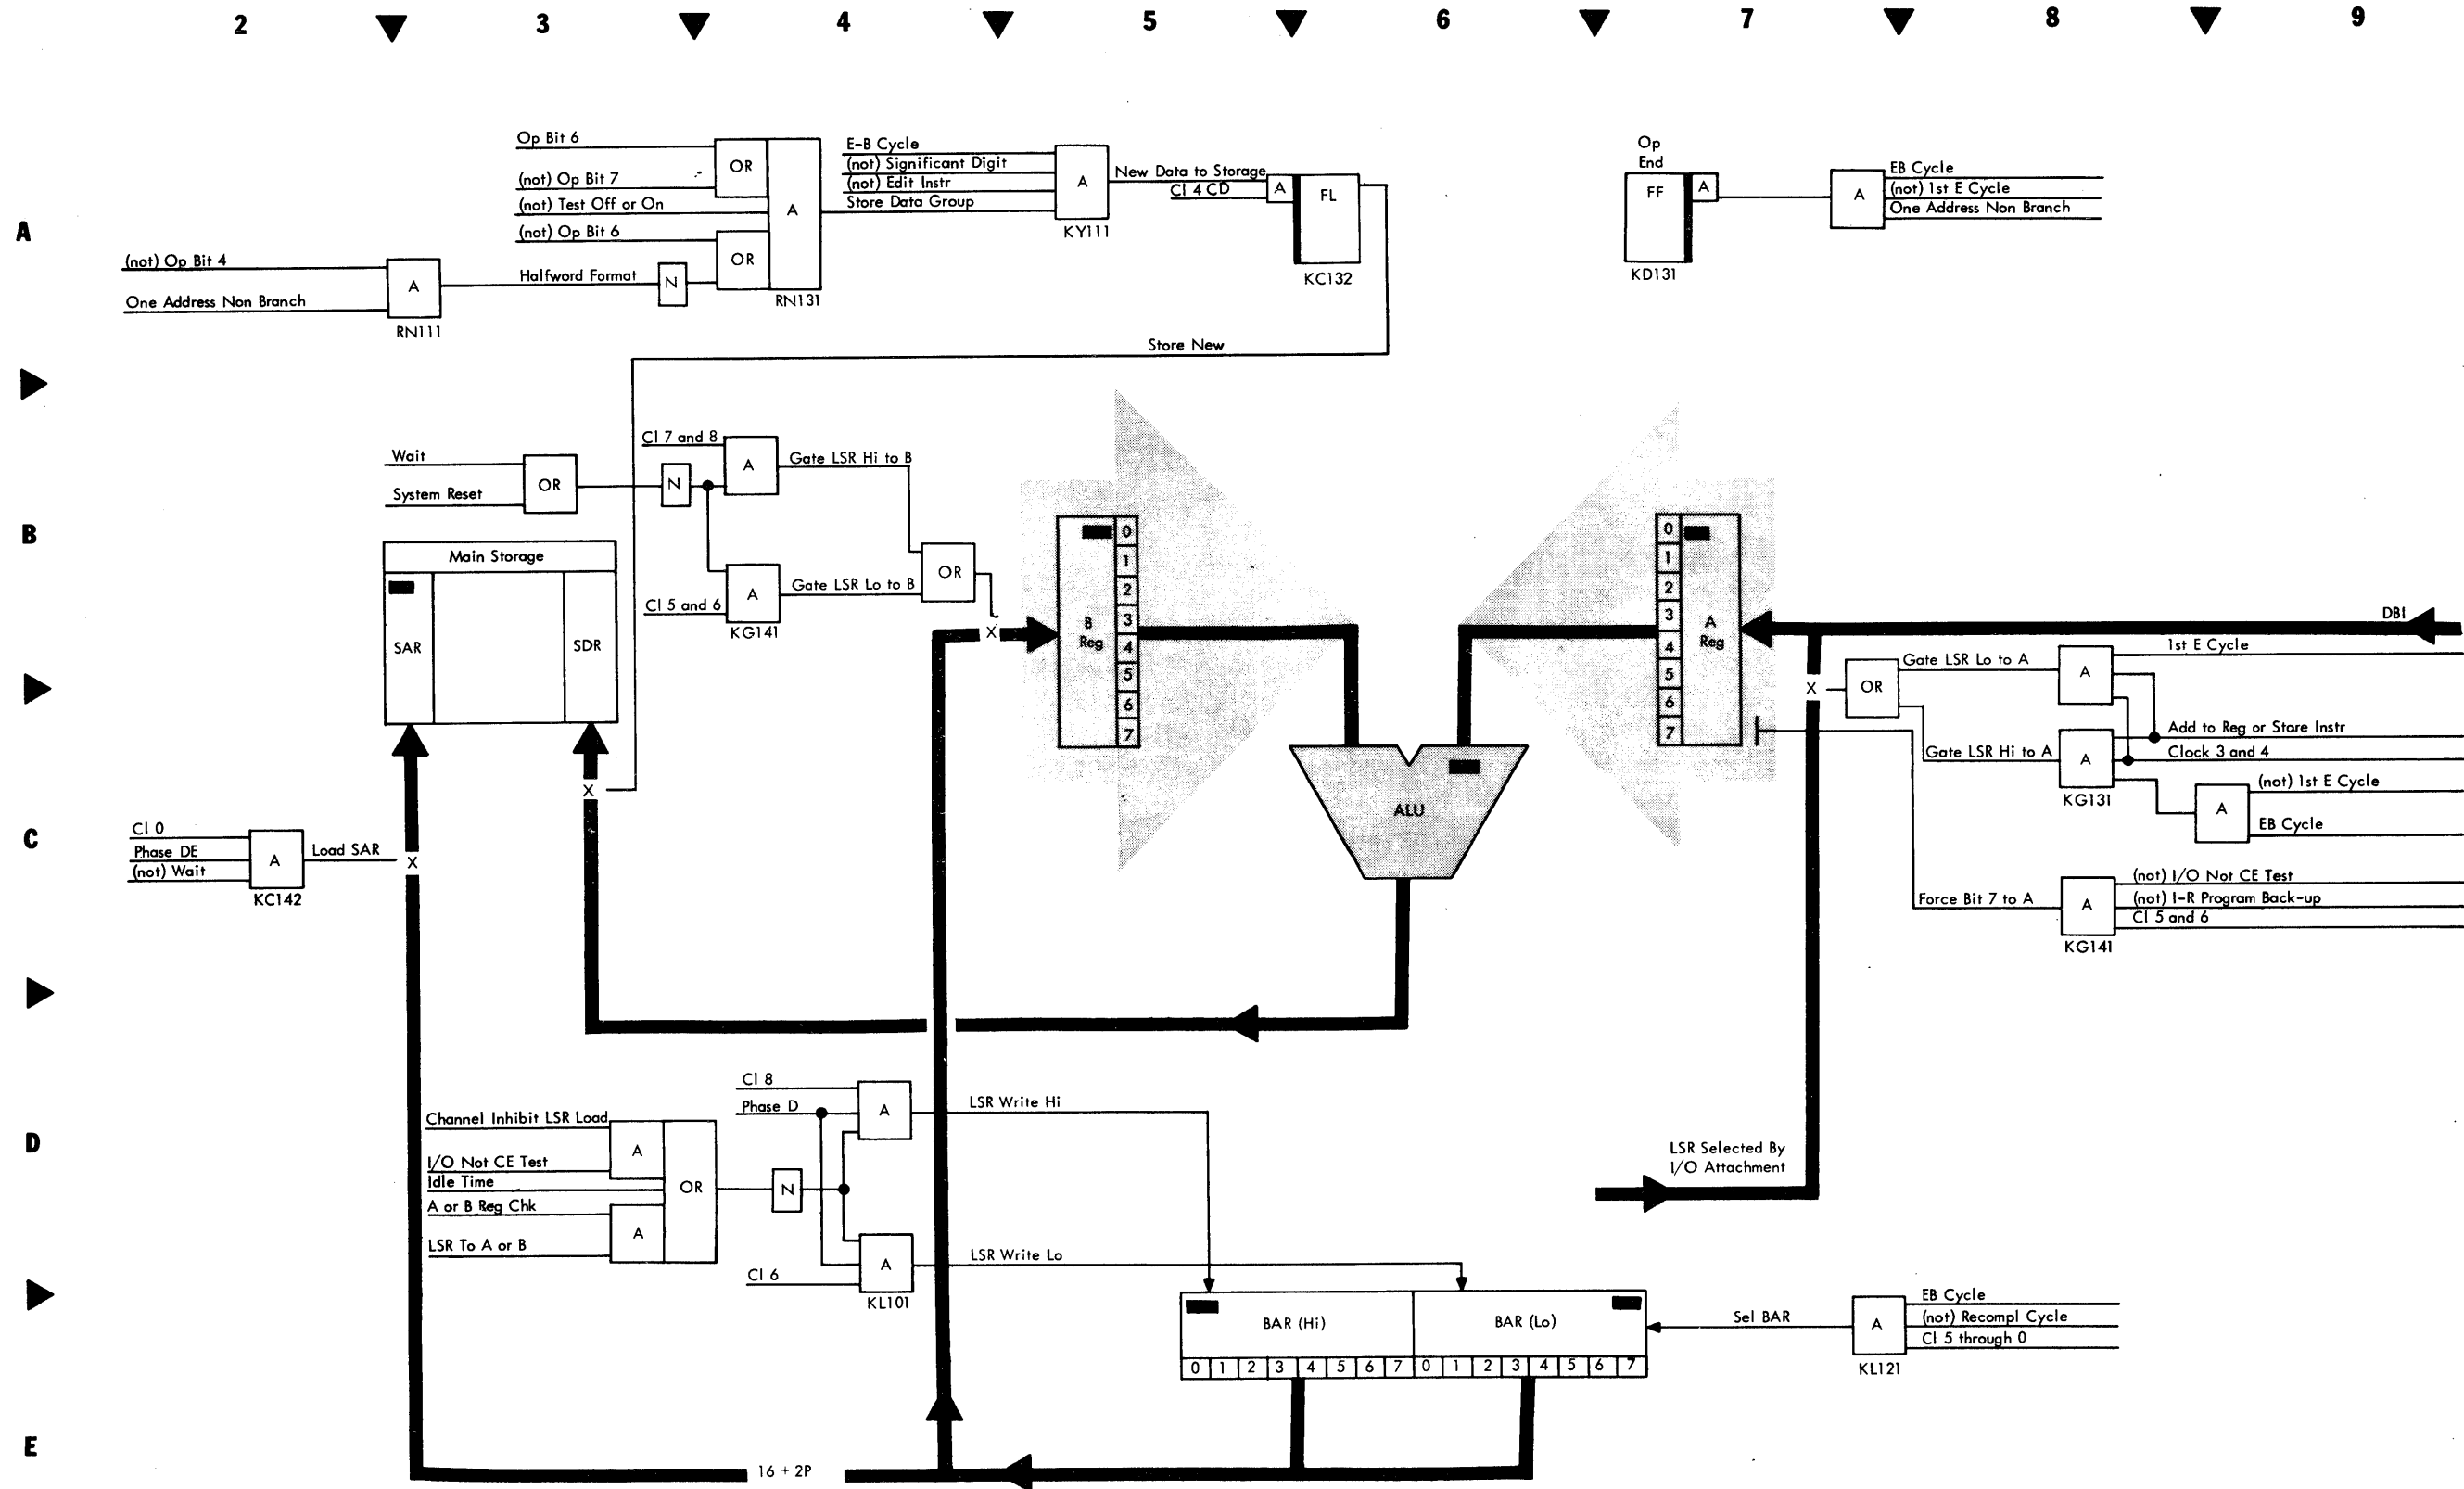 2 3 4 5 6 7 8 9
A
Op Bit 6
(not) Op Bit 7
(not) Test Off or On
(not) Op Bit 6
OR
OR
A
RN131
(not) Op Bit 4
One Address Non Branch
A
RN111
Halfword Format
N
E-B Cycle
(not) Significant Digit
(not) Edit Instr
Store Data Group
A
KY111
New Data to Storage
Cl 4 CD
A
FL
KC132
Store New
Op
End
FF
A
KD131
A
EB Cycle
(not) 1st E Cycle
One Address Non Branch
B
Wait
System Reset
OR
N
Cl 7 and 8
A
Gate LSR Hi to B
Cl 5 and 6
A
KG141
Gate LSR Lo to B
OR
X
Main Storage
SAR
SDR
B
Reg
0
1
2
3
4
5
6
7
0
1
2
3
4
5
6
7
A
Reg
DBI
X
OR
Gate LSR Lo to A
A
1st E Cycle
Add to Reg or Store Instr
Clock 3 and 4
Gate LSR Hi to A
A
KG131
A
(not) 1st E Cycle
EB Cycle
C
Cl 0
Phase DE
(not) Wait
A
KC142
Load SAR
X
X
ALU
Force Bit 7 to A
A
KG141
(not) I/O Not CE Test
(not) I-R Program Back-up
Cl 5 and 6
D
Channel Inhibit LSR Load
I/O Not CE Test
Idle Time
A or B Reg Chk
LSR To A or B
A
A
OR
N
Cl 8
Phase D
A
LSR Write Hi
Cl 6
A
KL101
LSR Write Lo
LSR Selected By
I/O Attachment
BAR (Hi)
BAR (Lo)
0 1 2 3 4 5 6 7 0 1 2 3 4 5 6 7
Sel BAR
A
KL121
EB Cycle
(not) Recompl Cycle
Cl 5 through 0
E
16 + 2P